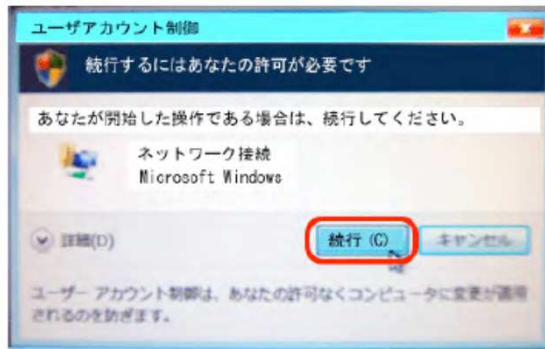 ユーザアカウント制御
続行するにはあなたの許可が必要です
あなたが開始した操作である場合は、続行してください。
ネットワーク接続
Microsoft Windows
詳細(D)
続行 (C)
キャンセル
ユーザー アカウント制御は、あなたの許可なくコンピュータに変更が適用
されるのを防ぎます。